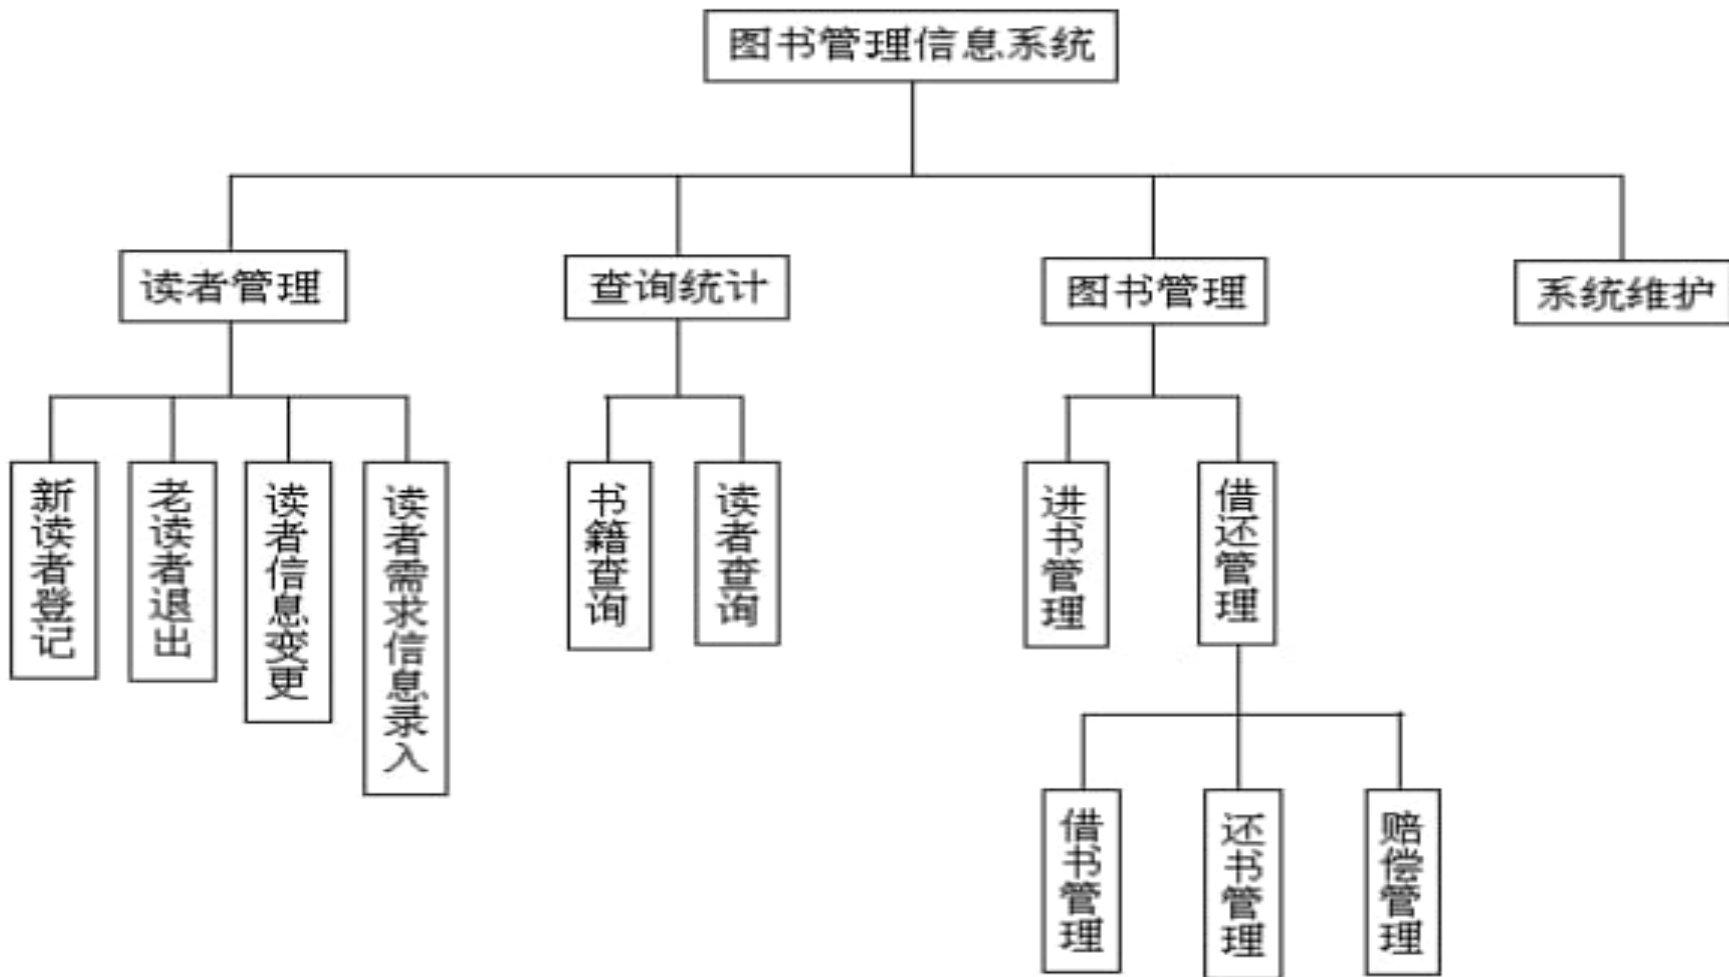 图书管理信息系统
读者管理
查询统计
图书管理
系统维护
新读者登记
老读者退出
读者信息变更
读者需求信息录入
书籍查询
读者查询
进书管理
借还管理
借书管理
还书管理
赔偿管理